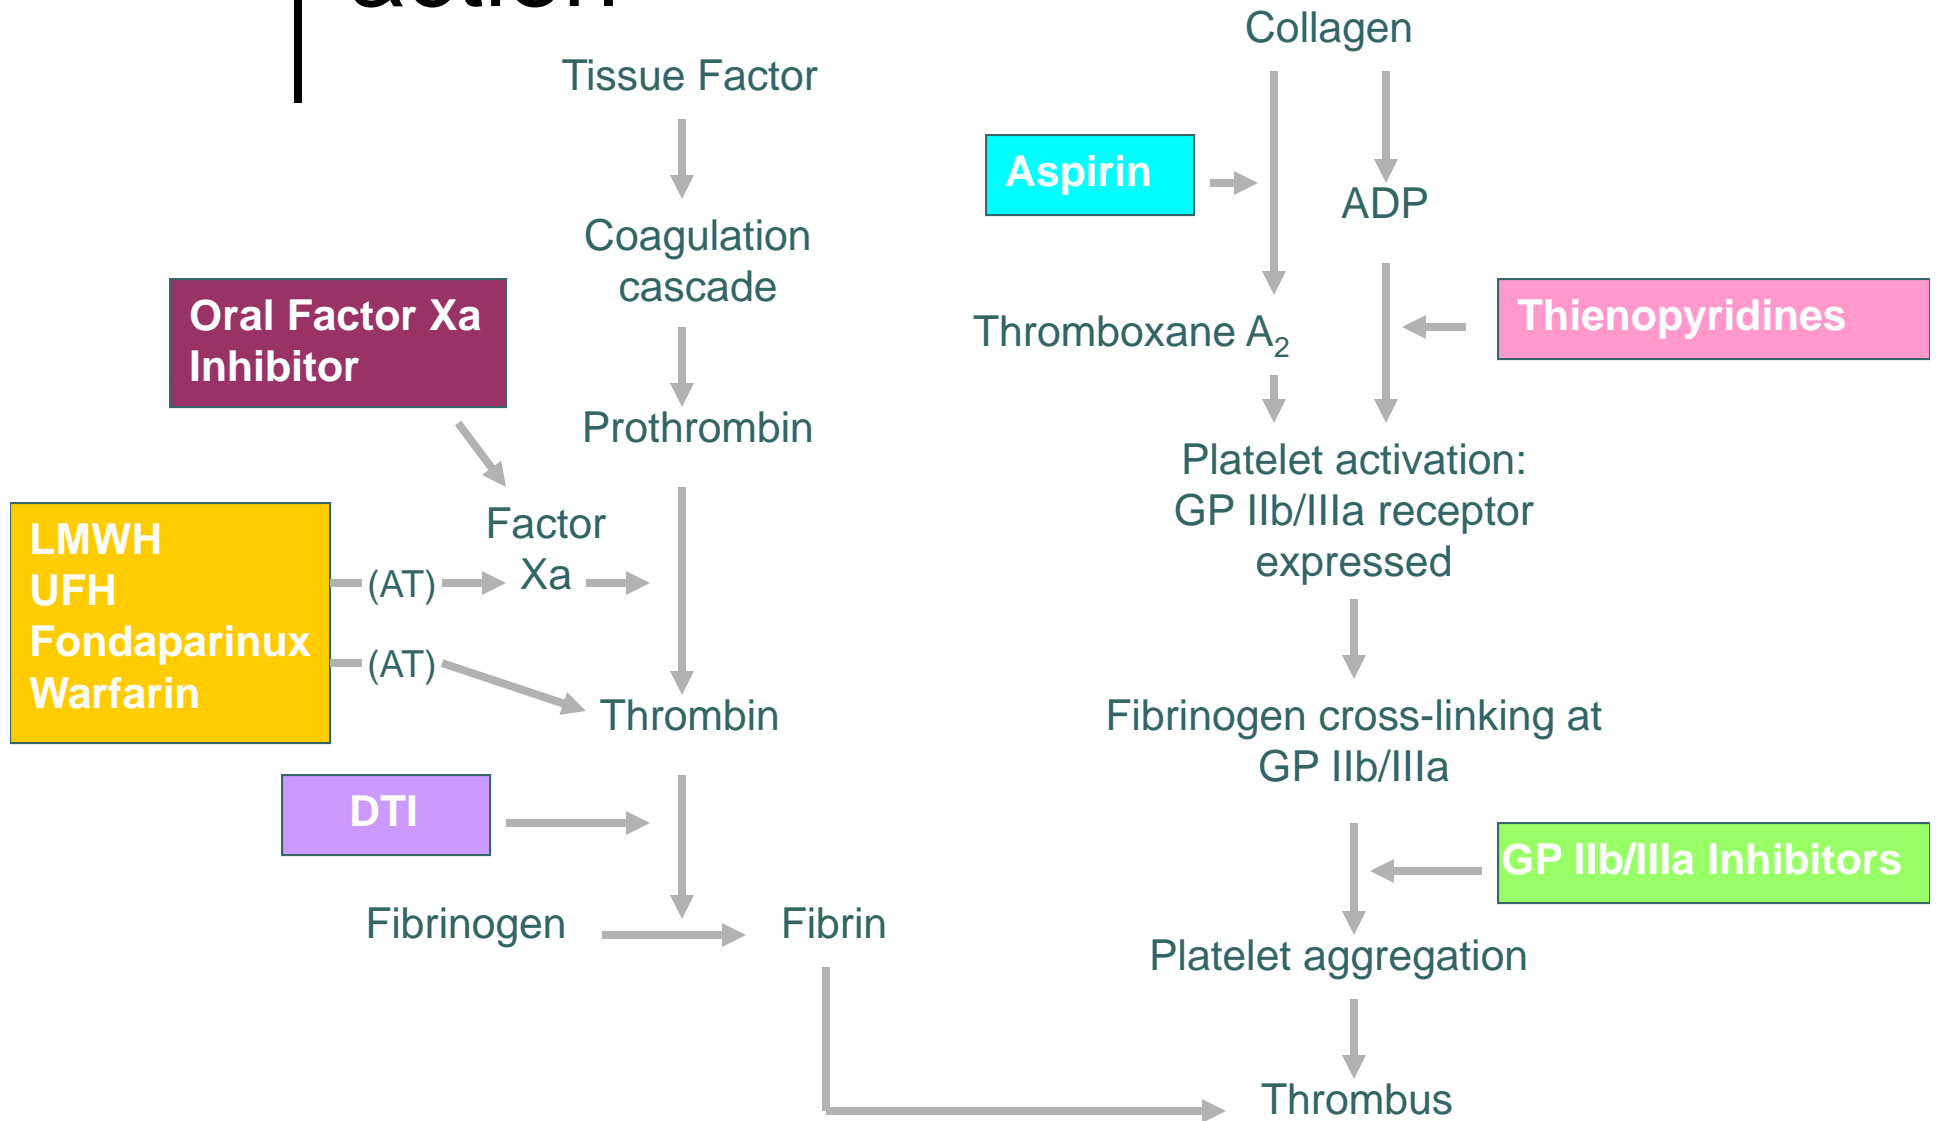 action
Tissue Factor
Coagulation
cascade
Prothrombin
Oral Factor Xa
Inhibitor
Factor
Xa
LMWH
UFH
Fondaparinux
Warfarin
(AT)
(AT)
Thrombin
DTI
Fibrinogen
Fibrin
Collagen
Aspirin
ADP
Thromboxane A₂
Thienopyridines
Platelet activation:
GP IIb/IIIa receptor
expressed
Fibrinogen cross-linking at
GP IIb/IIIa
GP IIb/IIIa Inhibitors
Platelet aggregation
Thrombus